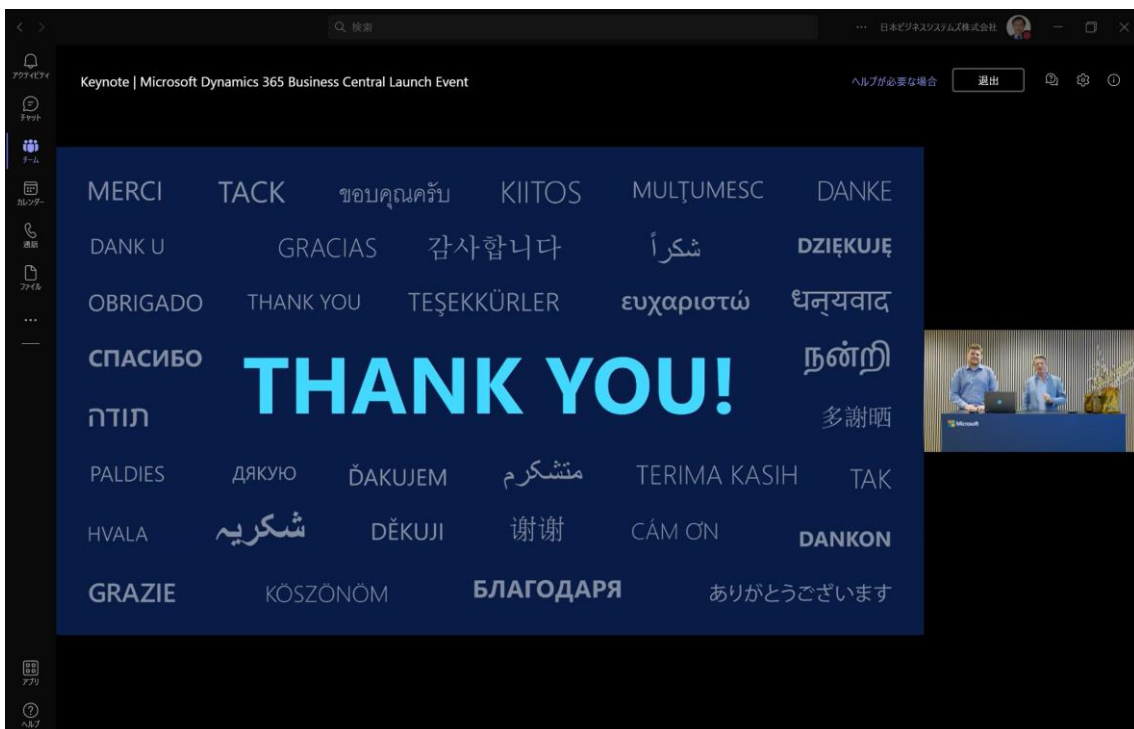 検索
日本ビジネスシステムズ株式会社
アクティビティ
チャット
チーム
カレンダー
通話
ファイル
アプリ
ヘルプ
Keynote | Microsoft Dynamics 365 Business Central Launch Event
ヘルプが必要な場合 退出
MERCI TACK ขอบคุณครับ KIITOS MULŢUMESC DANKE
DANK U GRACIAS 감사합니다 شكراً DZIĘKUJĘ
OBRIGADO THANK YOU TEŞEKKÜRLER ευχαριστώ धन्यवाद
СПАСИБО THANK YOU! நன்றி
תודה 多謝晒
PALDIES ДЯКУЮ ĎAKUJEM متشکرم TERIMA KASIH TAK
HVALA شکریہ DĚKUJI 谢谢 CÁM ƠN DANKON
GRAZIE KÖSZÖNÖM БЛАГОДАРЯ ありがとうございます
Microsoft